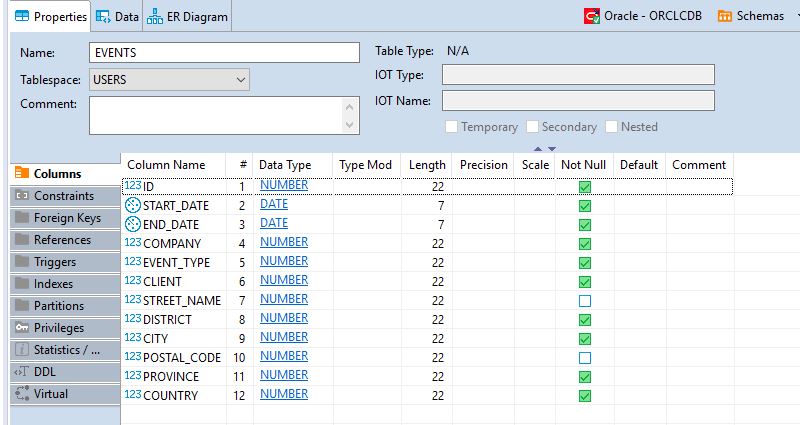 Properties Data ER Diagram Oracle - ORCLCDB Schemas
Name: EVENTS Table Type: N/A
Tablespace: USERS IOT Type:
Comment: IOT Name:
Temporary Secondary Nested
Columns
Constraints
Foreign Keys
References
Triggers
Indexes
Partitions
Privileges
Statistics / ...
DDL
Virtual
Column Name # Data Type Type Mod Length Precision Scale Not Null Default Comment
123 ID 1 NUMBER 22
START_DATE 2 DATE 7
END_DATE 3 DATE 7
123 COMPANY 4 NUMBER 22
123 EVENT_TYPE 5 NUMBER 22
123 CLIENT 6 NUMBER 22
123 STREET_NAME 7 NUMBER 22
123 DISTRICT 8 NUMBER 22
123 CITY 9 NUMBER 22
123 POSTAL_CODE 10 NUMBER 22
123 PROVINCE 11 NUMBER 22
123 COUNTRY 12 NUMBER 22